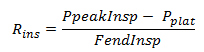 R_ins = (PpeakInsp − P_plat) / FendInsp